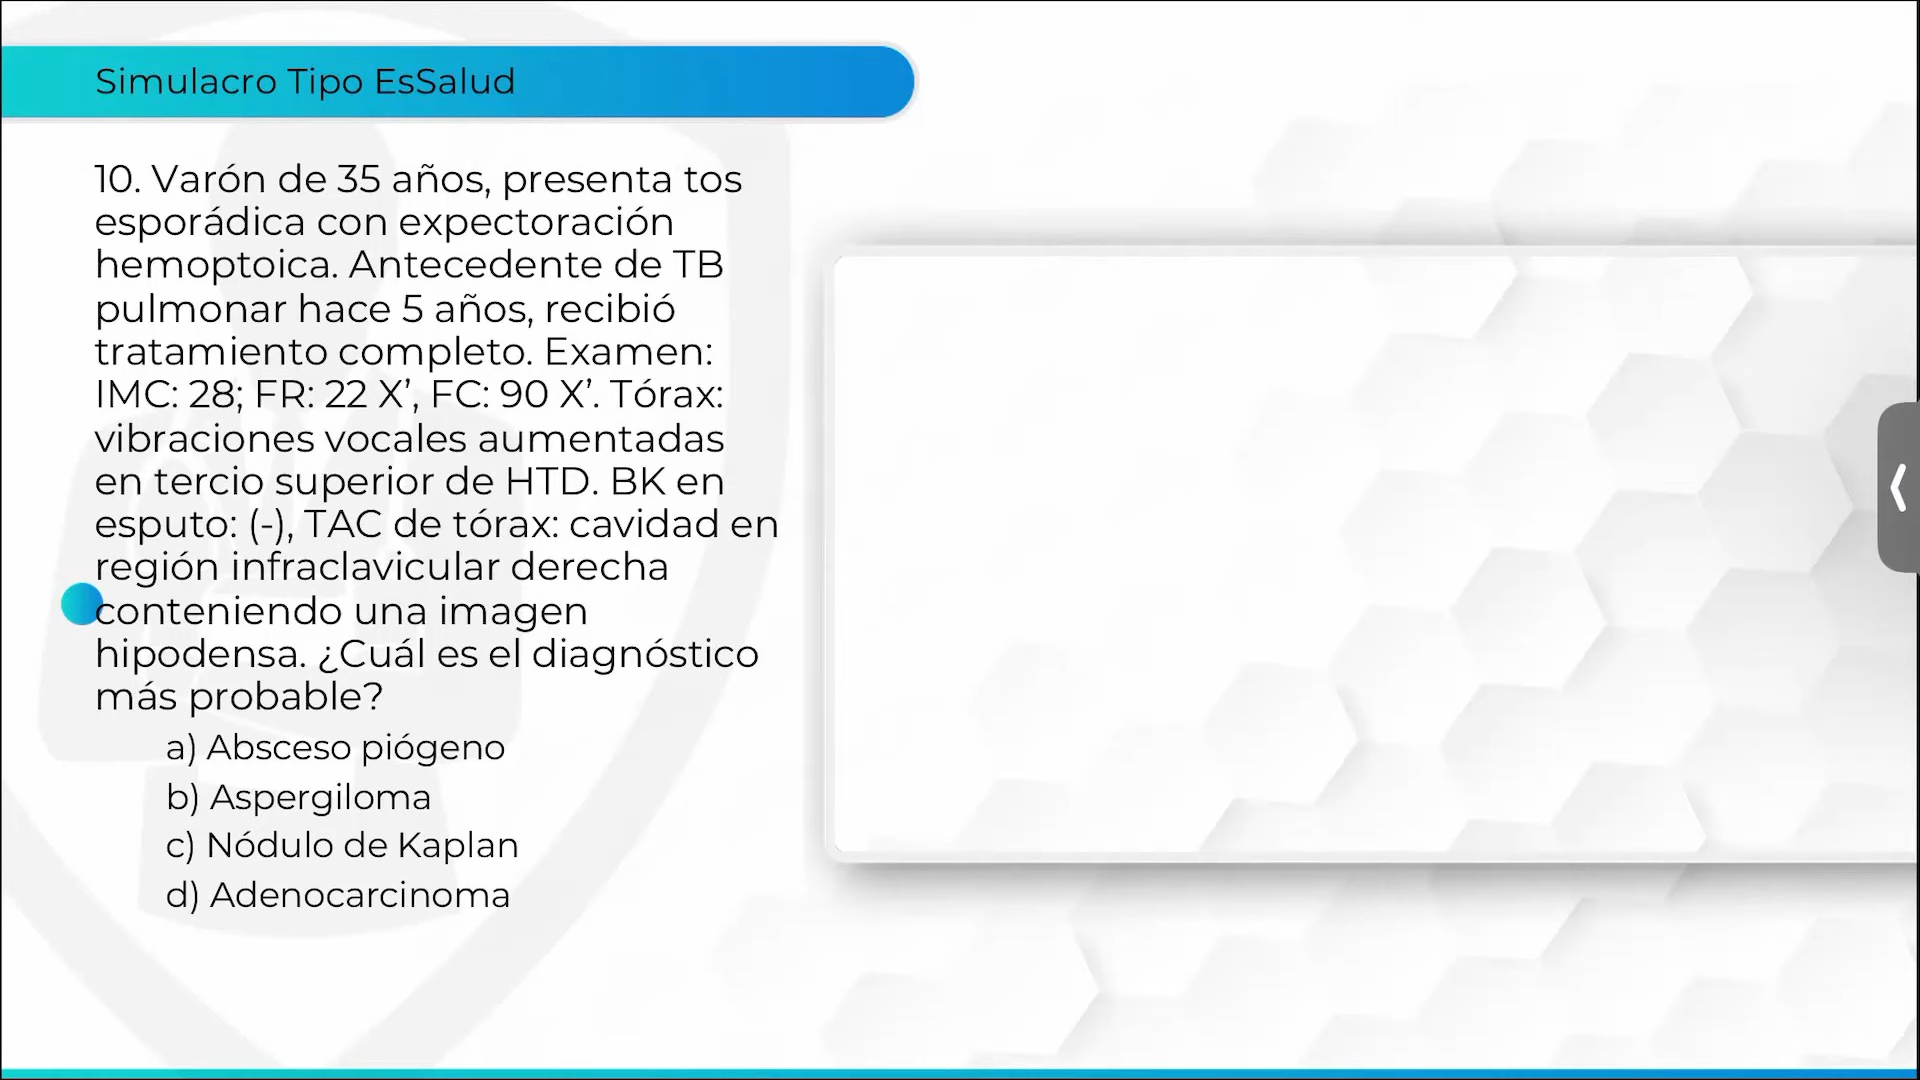 Simulacro Tipo EsSalud
10. Varón de 35 años, presenta tos
esporádica con expectoración
hemoptoica. Antecedente de TB
pulmonar hace 5 años, recibió
tratamiento completo. Examen:
IMC: 28; FR: 22 X’, FC: 90 X’. Tórax:
vibraciones vocales aumentadas
en tercio superior de HTD. BK en
esputo: (-), TAC de tórax: cavidad en
región infraclavicular derecha
conteniendo una imagen
hipodensa. ¿Cuál es el diagnóstico
más probable?
a) Absceso piógeno
b) Aspergiloma
c) Nódulo de Kaplan
d) Adenocarcinoma